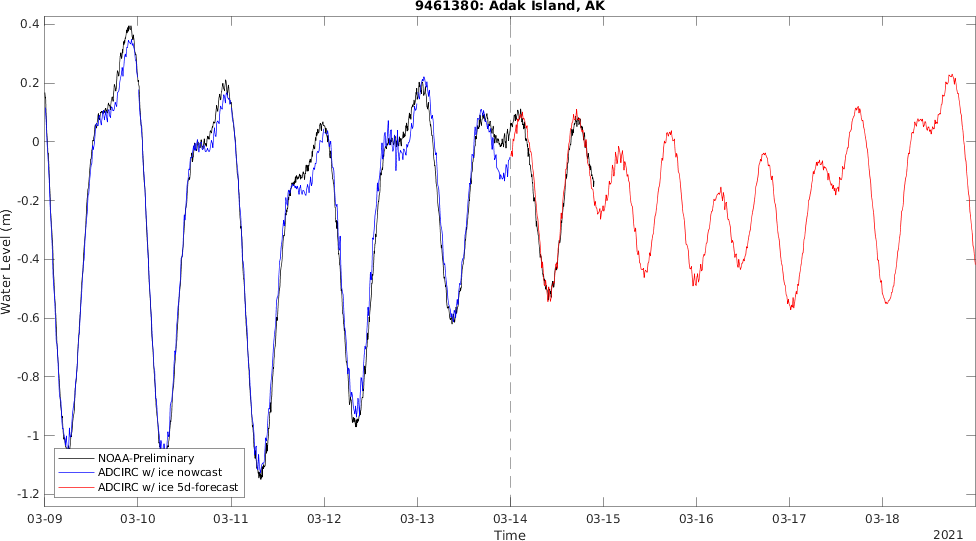 9461380: Adak Island, AK
Water Level (m)
0.4
0.2
0
-0.2
-0.4
-0.6
-0.8
-1
-1.2
NOAA-Preliminary
ADCIRC w/ ice nowcast
ADCIRC w/ ice 5d-forecast
03-09 03-10 03-11 03-12 03-13 03-14 03-15 03-16 03-17 03-18
Time
2021